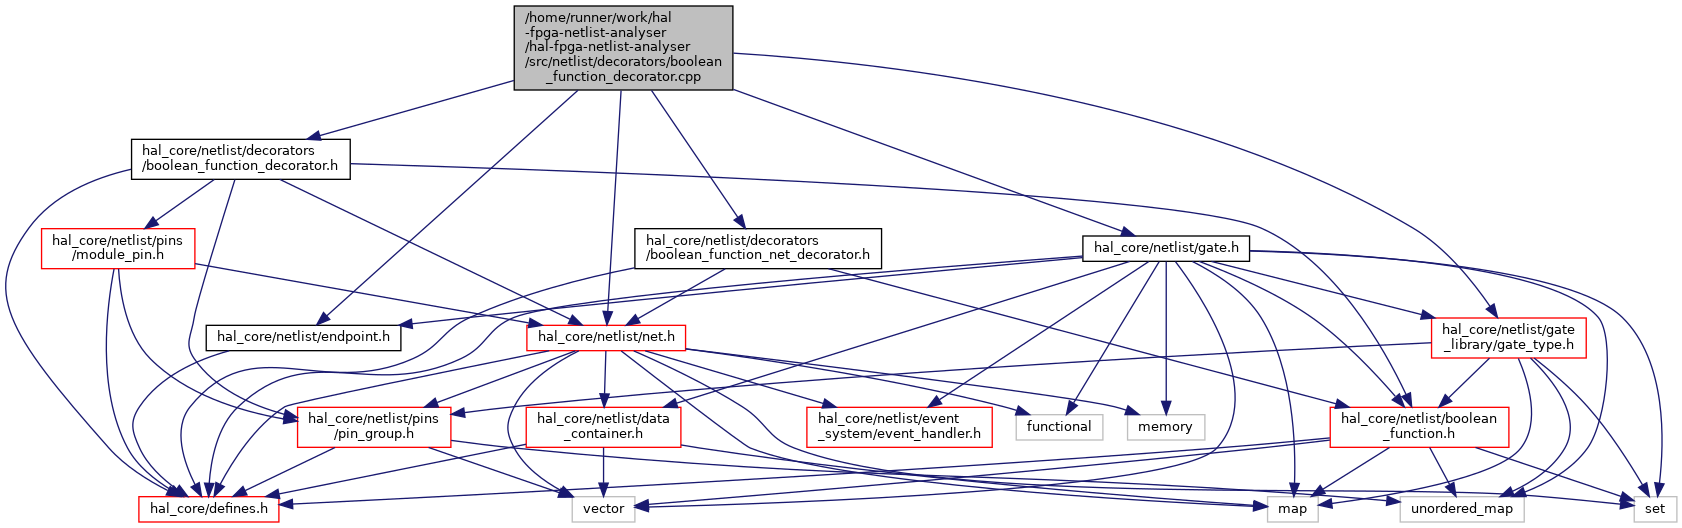 /home/runner/work/hal
-fpga-netlist-analyser
/hal-fpga-netlist-analyser
/src/netlist/decorators/boolean
_function_decorator.cpp
hal_core/netlist/decorators
/boolean_function_decorator.h
hal_core/netlist/pins
/module_pin.h
hal_core/netlist/decorators
/boolean_function_net_decorator.h
hal_core/netlist/gate.h
hal_core/netlist/endpoint.h
hal_core/netlist/net.h
hal_core/netlist/gate
_library/gate_type.h
hal_core/netlist/pins
/pin_group.h
hal_core/netlist/data
_container.h
hal_core/netlist/event
_system/event_handler.h
functional
memory
hal_core/netlist/boolean
_function.h
hal_core/defines.h
vector
map
unordered_map
set